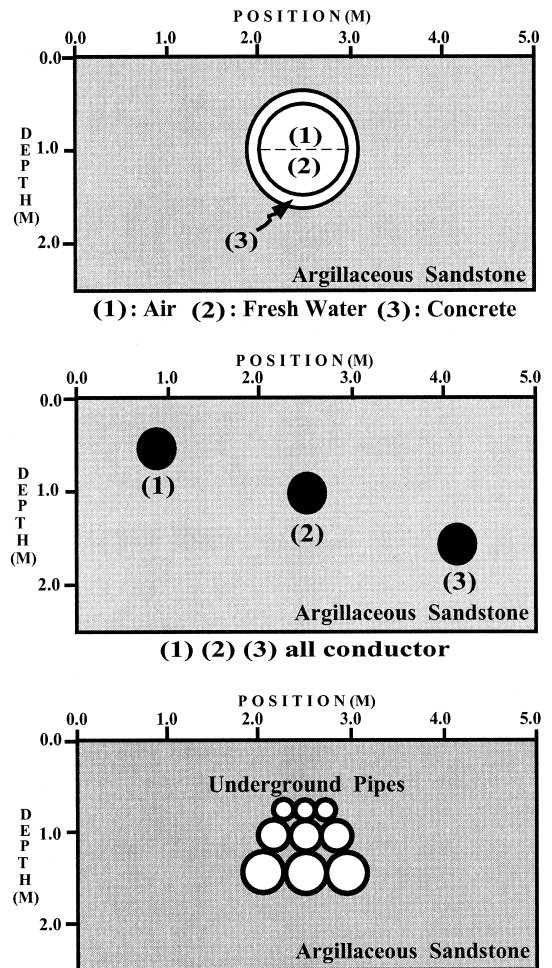 POSITION(M)
0.0 1.0 2.0 3.0 4.0 5.0
0.0
DEPTH
(M)
1.0
2.0
(1)
(2)
(3)
Argillaceous Sandstone
(1): Air (2): Fresh Water (3): Concrete
POSITION(M)
0.0 1.0 2.0 3.0 4.0 5.0
0.0
DEPTH
(M)
1.0
2.0
(1)
(2)
(3)
Argillaceous Sandstone
(1) (2) (3) all conductor
POSITION(M)
0.0 1.0 2.0 3.0 4.0 5.0
0.0
DEPTH
(M)
1.0
2.0
Underground Pipes
Argillaceous Sandstone